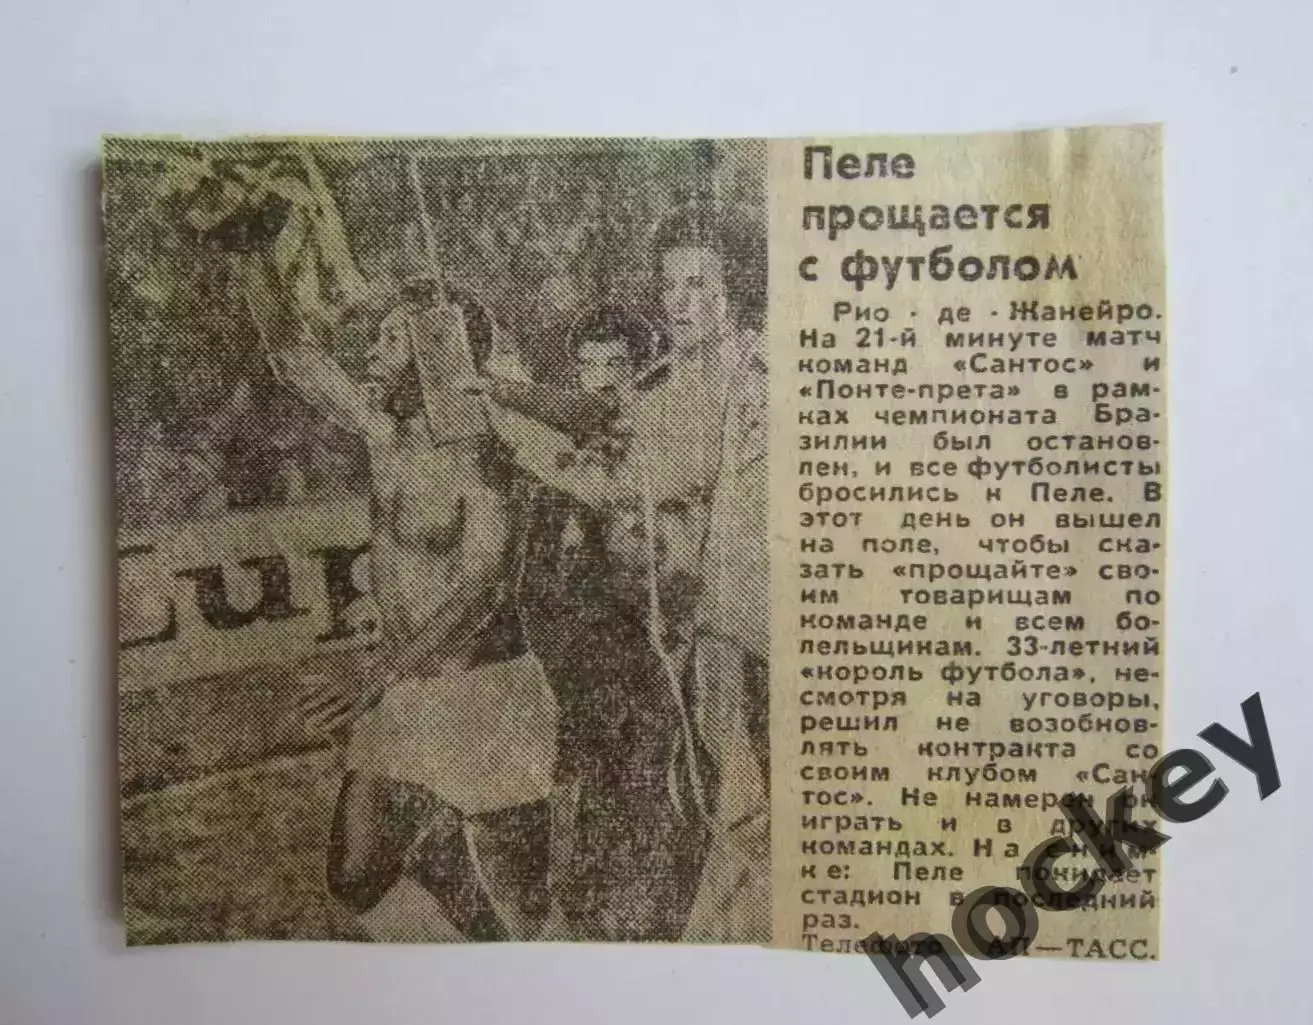 Пеле
прощается
с футболом
Рио - де - Жанейро.
На 21-й минуте матч
команд «Сантос» и
«Понте-прета» в рам-
ках чемпионата Бра-
зилии был останов-
лен, и все футболисты
бросились к Пеле. В
этот день он вышел
на поле, чтобы ска-
зать «прощайте» сво-
им товарищам по
команде и всем бо-
лельщикам. 33-летний
«король футбола», не-
смотря на уговоры,
решил не возобнов-
лять контракта со
своим клубом «Сан-
тос». Не намерен он
играть и в других
командах. На сним-
ке: Пеле покидает
стадион в последний
раз.
Телефото АП—ТАСС.
Cup
hockey